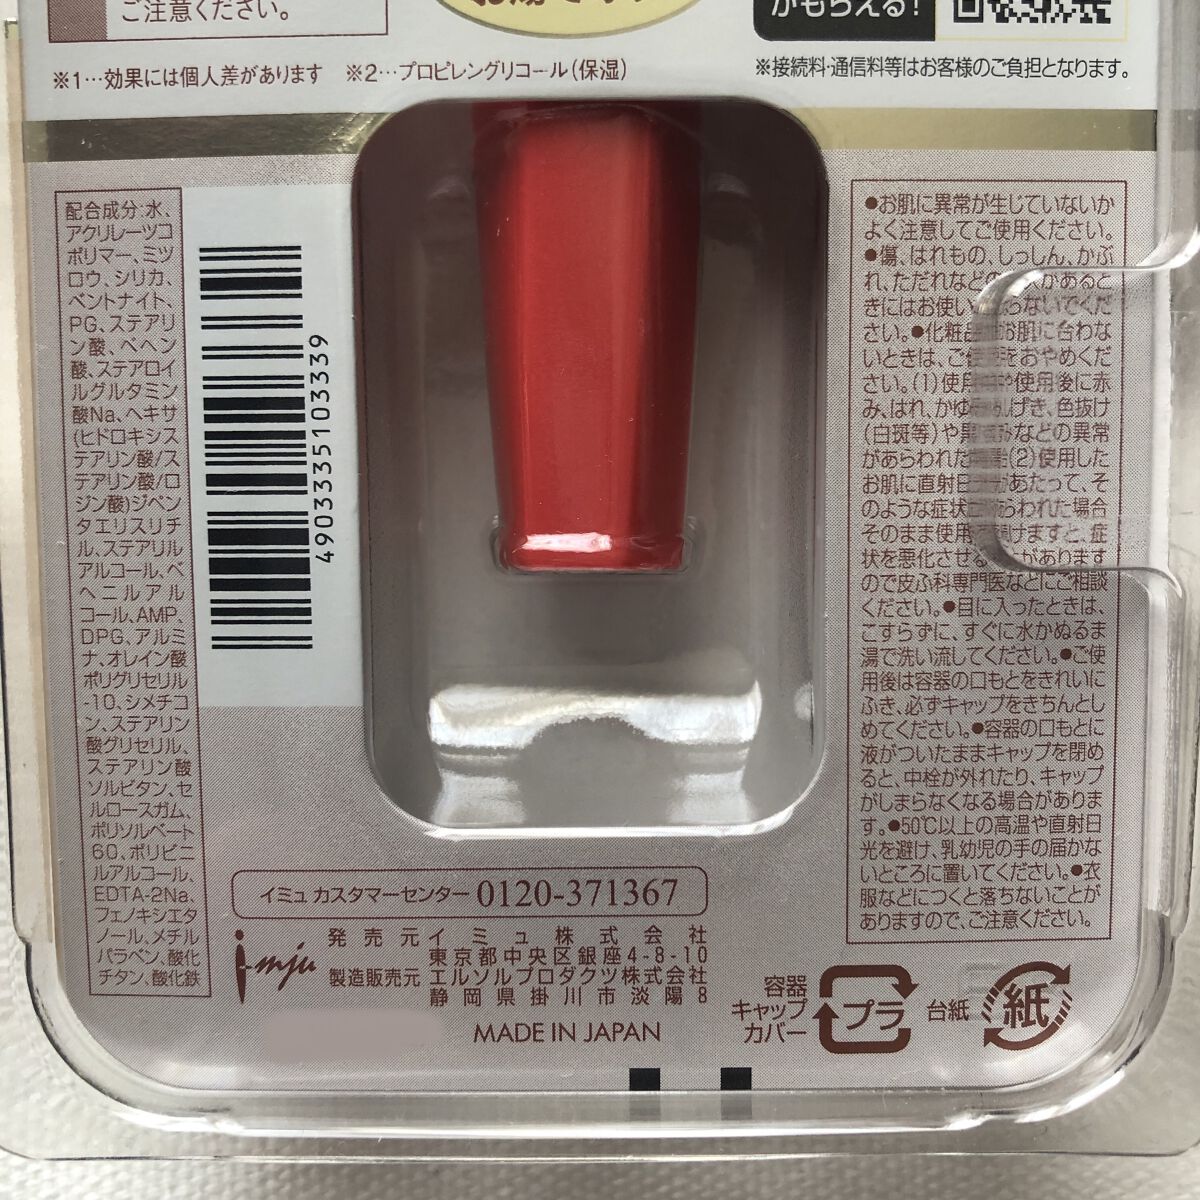 ご注意ください。
がもらえる!
※1…効果には個人差があります ※2…プロピレングリコール(保湿)
※接続料・通信料等はお客様のご負担となります。
配合成分:水、
アクリレーツコ
ポリマー、ミツ
ロウ、シリカ、
ベントナイト、
PG、ステアリ
ン酸、ベヘン
酸、ステアロイ
ルグルタミン
酸Na、ヘキサ
(ヒドロキシス
テアリン酸/ス
テアリン酸/ロ
ジン酸)ジペン
タエリスリチ
ル、ステアリル
アルコール、ベ
ヘニルアル
コール、AMP、
DPG、アルミ
ナ、オレイン酸
ポリグリセリル
-10、シメチコ
ン、ステアリン
酸グリセリル、
ステアリン酸
ソルビタン、セ
ルロースガム、
ポリソルベート
60、ポリビニ
ルアルコール、
EDTA-2Na、
フェノキシエタ
ノール、メチル
パラベン、酸化
チタン、酸化鉄
4903335103339
●お肌に異常が生じていないか
よく注意してご使用ください。
●傷、はれもの、しっしん、かぶ
れ、ただれなどの があると
きにはお使い ならないでくだ
さい。●化粧品 お肌に合わな
いときは、ご使用をおやめくだ
さい。(1)使用中や使用後に赤
み、はれ、かゆみ、しげき、色抜け
(白斑等)や黒ずみなどの異常
があらわれた場合(2)使用した
お肌に直射日光があたって、そ
のような症状があらわれた場合
そのまま使用を続けますと、症
状を悪化させる ががあります
ので皮ふ科専門医などにご相談
ください。●目に入ったときは、
こすらずに、すぐに水かぬるま
湯で洗い流してください。●ご使
用後は容器の口もとをきれいに
ふき、必ずキャップをきちんとし
めてください。●容器の口もとに
液がついたままキャップを閉め
ると、中栓が外れたり、キャップ
がしまらなくなる場合がありま
す。●50℃以上の高温や直射日
光を避け、乳幼児の手の届かな
いところに置いてください。●衣
服などにつくと落ちないことが
ありますので、ご注意ください。
イミュ カスタマーセンター 0120-371367
i-mju
発売元 イミュ株式会社
東京都中央区銀座4-8-10
製造販売元 エルソルプロダクツ株式会社
静岡県掛川市淡陽8
MADE IN JAPAN
容器
キャップ
カバー
プラ
台紙
紙